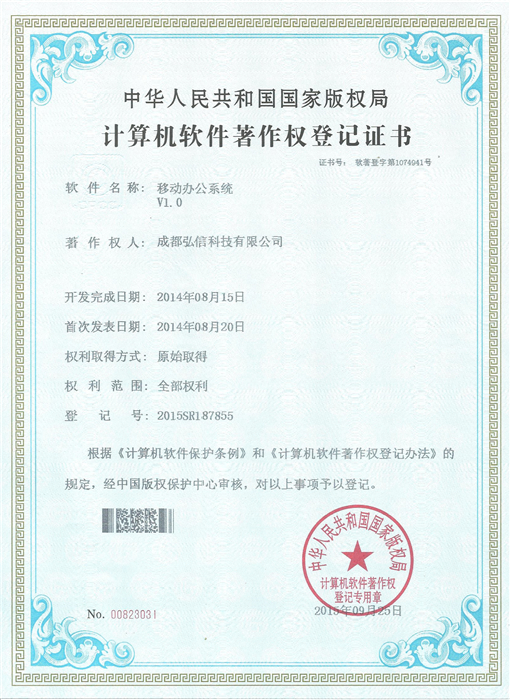 中华人民共和国国家版权局
计算机软件著作权登记证书
证书号： 软著登字第1074941号
软件名称： 移动办公系统
V1.0
著作权人： 成都弘信科技有限公司
开发完成日期： 2014年08月15日
首次发表日期： 2014年08月20日
权利取得方式： 原始取得
权利范围： 全部权利
登记号： 2015SR187855
根据《计算机软件保护条例》和《计算机软件著作权登记办法》的
规定，经中国版权保护中心审核，对以上事项予以登记。
中华人民共和国国家版权局
计算机软件著作权
登记专用章
2015年09月25日
No. 00823031